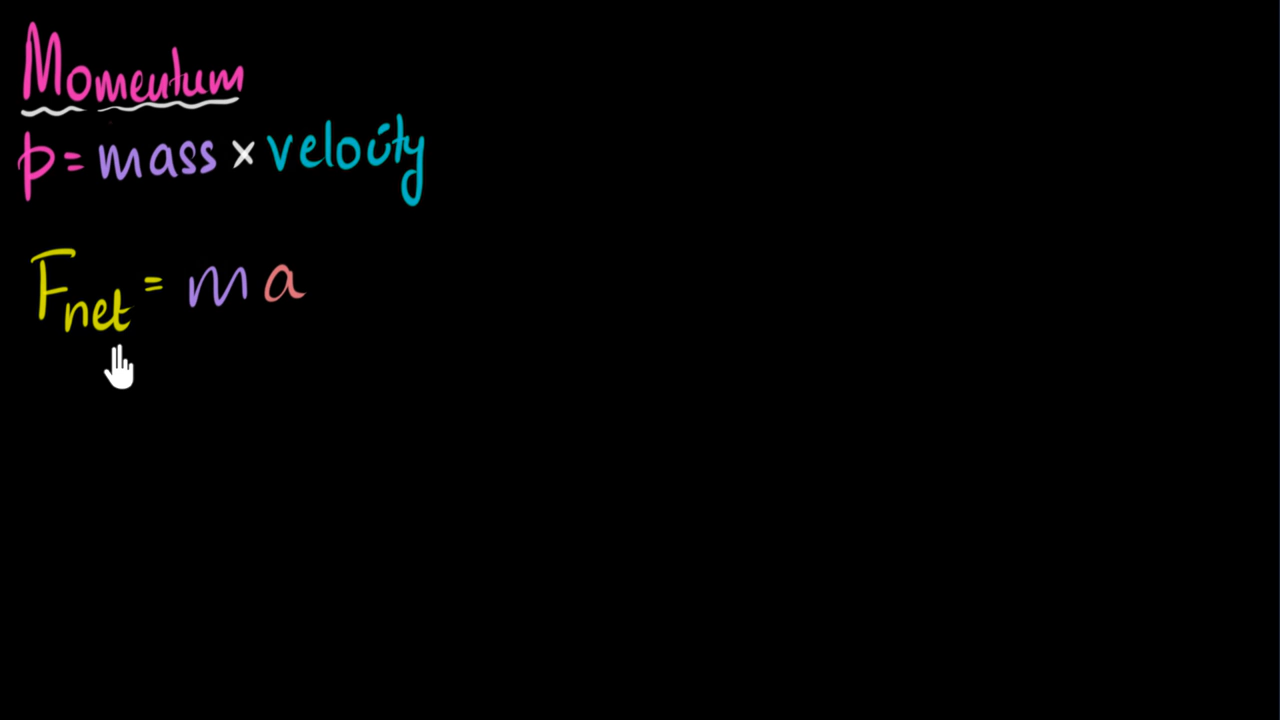 Momentum
p = mass × velocity
Fnet = ma